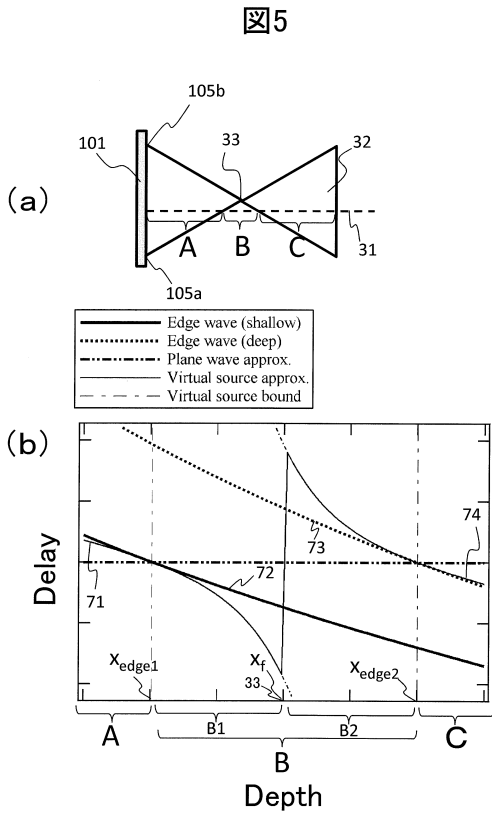 図5
105b
101
33
32
(a)
A
B
C
31
105a
Edge wave (shallow)
Edge wave (deep)
Plane wave approx.
Virtual source approx.
Virtual source bound
(b)
Delay
71
72
73
74
xedge1
xf
33
xedge2
A
B1
B2
C
B
Depth